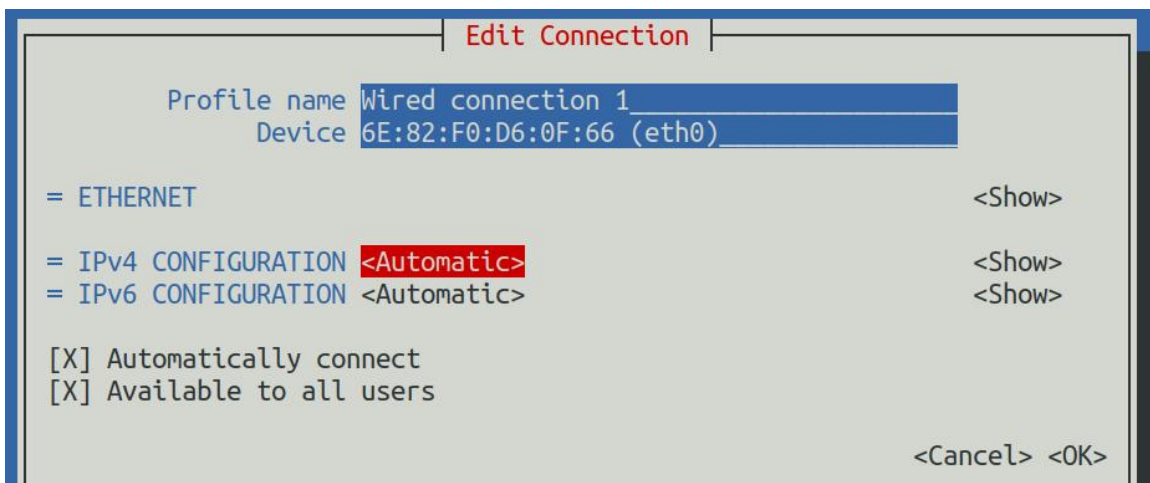 Edit Connection
Profile name Wired connection 1
Device 6E:82:F0:D6:0F:66 (eth0)
= ETHERNET <Show>
= IPv4 CONFIGURATION <Automatic> <Show>
= IPv6 CONFIGURATION <Automatic> <Show>
[X] Automatically connect
[X] Available to all users
<Cancel> <OK>